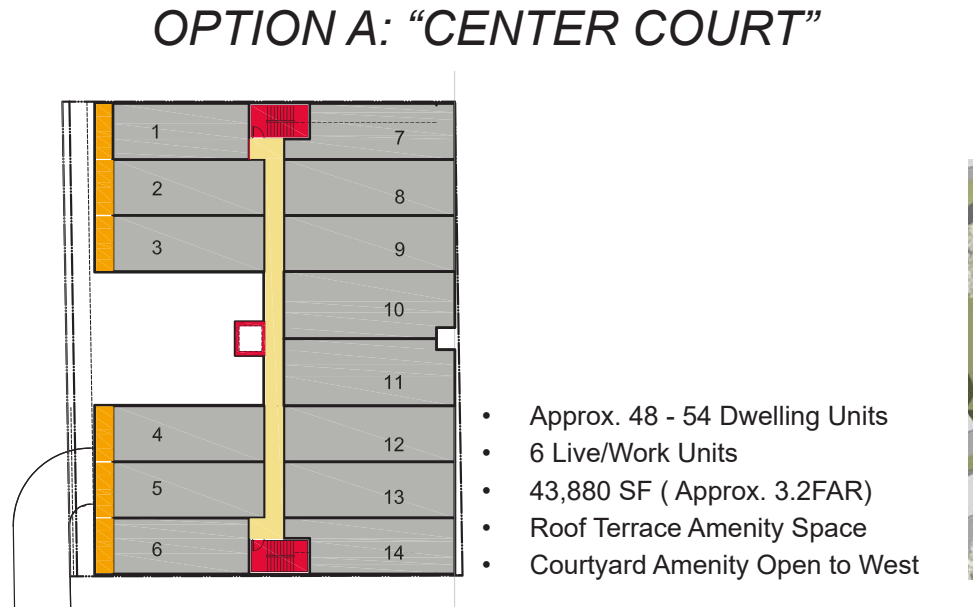 OPTION A: “CENTER COURT”
1
7
2
8
3
9
10
11
4
12
5
13
6
14
• Approx. 48 - 54 Dwelling Units
• 6 Live/Work Units
• 43,880 SF ( Approx. 3.2FAR)
• Roof Terrace Amenity Space
• Courtyard Amenity Open to West